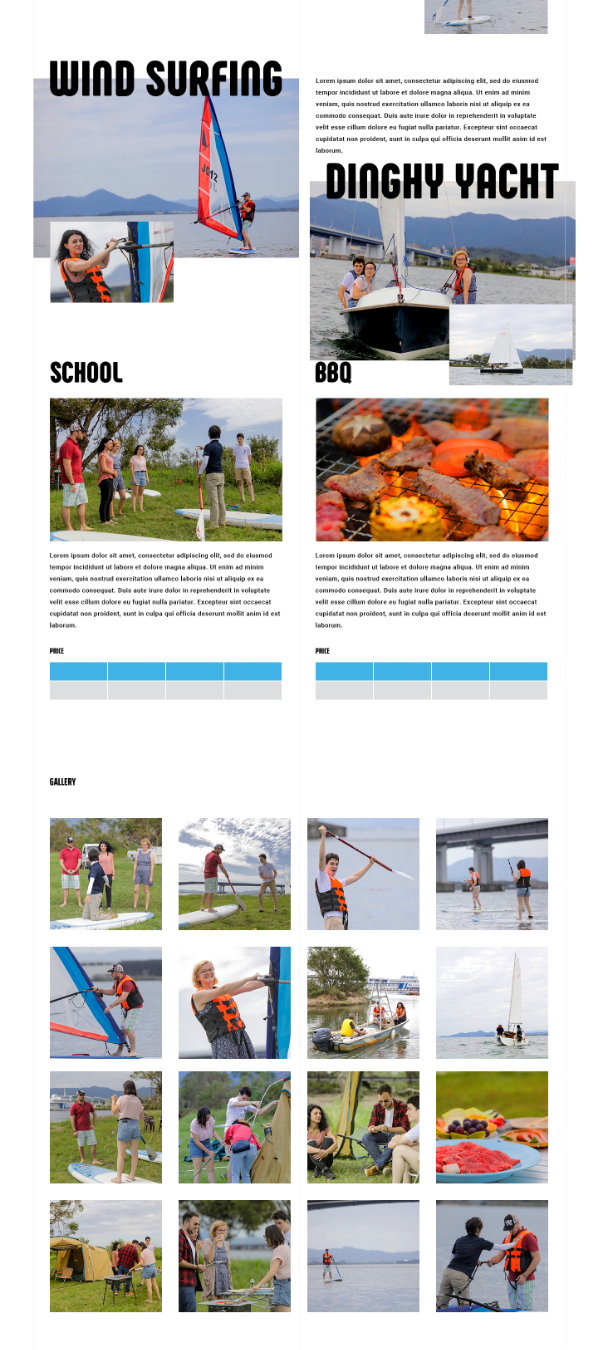 WIND SURFING
Lorem ipsum dolor sit amet, consectetur adipiscing elit, sed do eiusmod
tempor incididunt ut labore et dolore magna aliqua. Ut enim ad minim
veniam, quis nostrud exercitation ullamco laboris nisi ut aliquip ex ea
commodo consequat. Duis aute irure dolor in reprehenderit in voluptate
velit esse cillum dolore eu fugiat nulla pariatur. Excepteur sint occaecat
cupidatat non proident, sunt in culpa qui officia deserunt mollit anim id est
laborum.
DINGHY YACHT
SCHOOL
Lorem ipsum dolor sit amet, consectetur adipiscing elit, sed do eiusmod
tempor incididunt ut labore et dolore magna aliqua. Ut enim ad minim
veniam, quis nostrud exercitation ullamco laboris nisi ut aliquip ex ea
commodo consequat. Duis aute irure dolor in reprehenderit in voluptate
velit esse cillum dolore eu fugiat nulla pariatur. Excepteur sint occaecat
cupidatat non proident, sunt in culpa qui officia deserunt mollit anim id est
laborum.
PRICE
BBQ
Lorem ipsum dolor sit amet, consectetur adipiscing elit, sed do eiusmod
tempor incididunt ut labore et dolore magna aliqua. Ut enim ad minim
veniam, quis nostrud exercitation ullamco laboris nisi ut aliquip ex ea
commodo consequat. Duis aute irure dolor in reprehenderit in voluptate
velit esse cillum dolore eu fugiat nulla pariatur. Excepteur sint occaecat
cupidatat non proident, sunt in culpa qui officia deserunt mollit anim id est
laborum.
PRICE
GALLERY